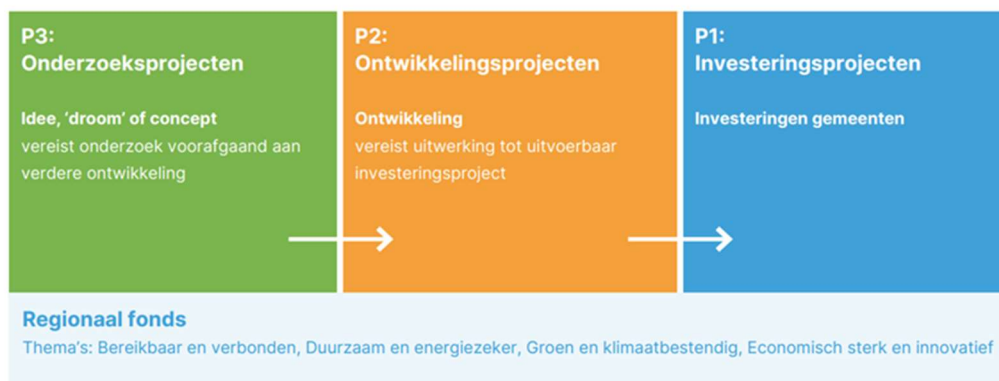 P3:
Onderzoeksprojecten
Idee, ‘droom’ of concept
vereist onderzoek voorafgaand aan
verdere ontwikkeling
P2:
Ontwikkelingsprojecten
Ontwikkeling
vereist uitwerking tot uitvoerbaar
investeringsproject
P1:
Investeringsprojecten
Investeringen gemeenten
Regionaal fonds
Thema’s: Bereikbaar en verbonden, Duurzaam en energiezeker, Groen en klimaatbestendig, Economisch sterk en innovatief